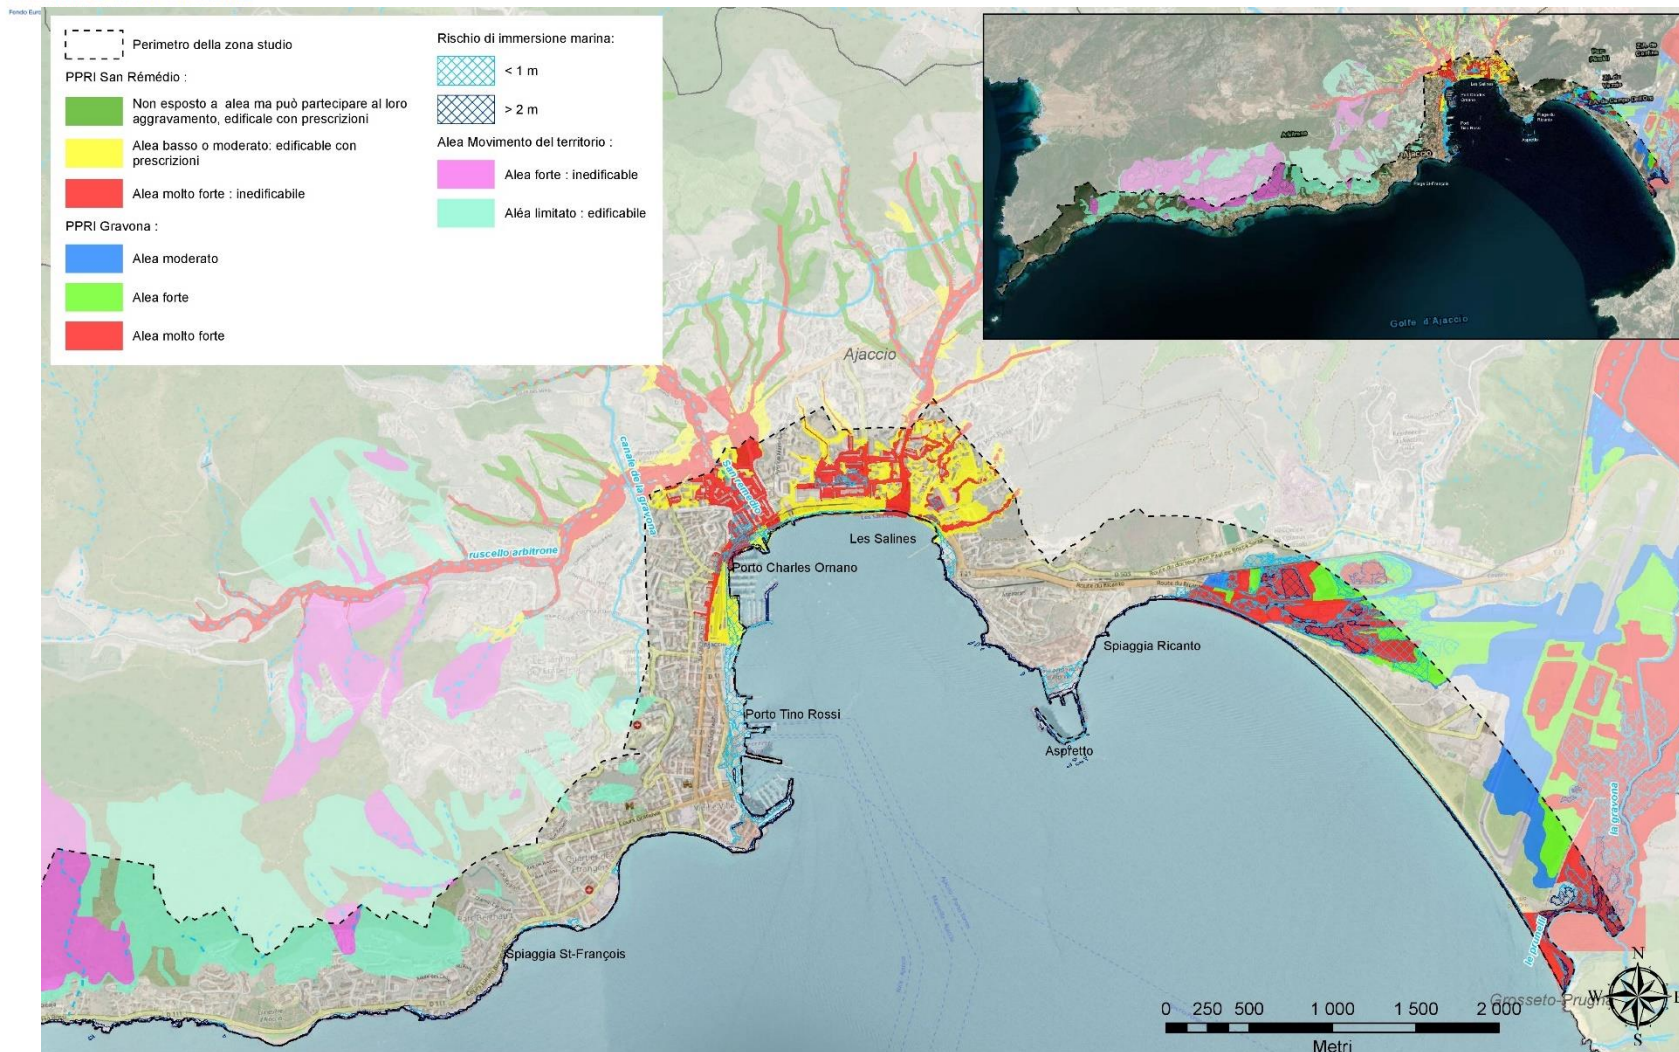 Fondo Euro
Perimetro della zona studio
PPRI San Rémédio :
Non esposto a alea ma può partecipare al loro
aggravamento, edificale con prescrizioni
Alea basso o moderato: edificable con
prescrizioni
Alea molto forte : inedificabile
PPRI Gravona :
Alea moderato
Alea forte
Alea molto forte
Rischio di immersione marina:
< 1 m
> 2 m
Alea Movimento del territorio :
Alea forte : inedificable
Aléa limitato : edificabile
Golfe d'Ajaccio
Ajaccio
canale de la gravona
San remedio
ruscello arbitrone
Les Salines
Porto Charles Ornano
Spiaggia Ricanto
Porto Tino Rossi
Aspretto
la gravona
le prunelli
Spiaggia St-François
Grosseto-Prugna
N
W
E
S
0 250 500 1 000 1 500 2 000
Metri